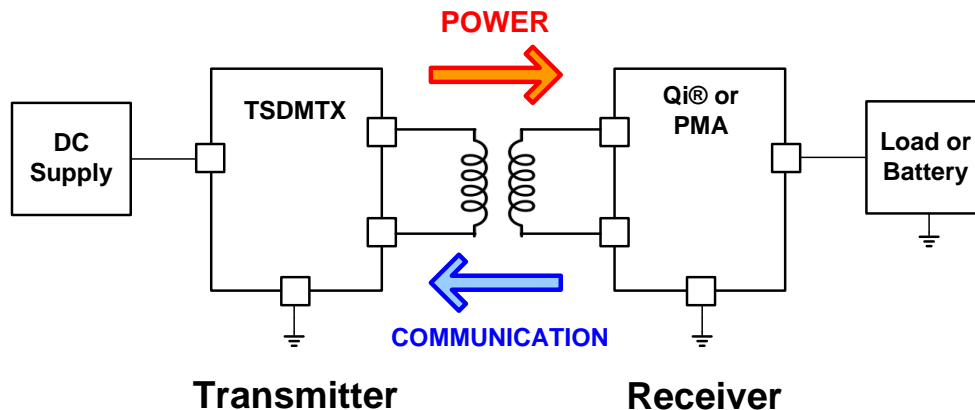 POWER
DC
Supply
TSDMTX
Qi® or
PMA
Load or
Battery
COMMUNICATION
Transmitter
Receiver